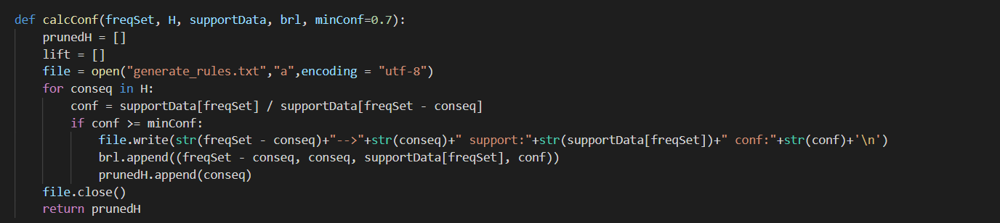 def calcConf(freqSet, H, supportData, brl, minConf=0.7):
    prunedH = []
    lift = []
    file = open("generate_rules.txt","a",encoding = "utf-8")
    for conseq in H:
        conf = supportData[freqSet] / supportData[freqSet - conseq]
        if conf >= minConf:
            file.write(str(freqSet - conseq)+"-->"+str(conseq)+" support:"+str(supportData[freqSet])+" conf:"+str(conf)+'\n')
            brl.append((freqSet - conseq, conseq, supportData[freqSet], conf))
            prunedH.append(conseq)
    file.close()
    return prunedH